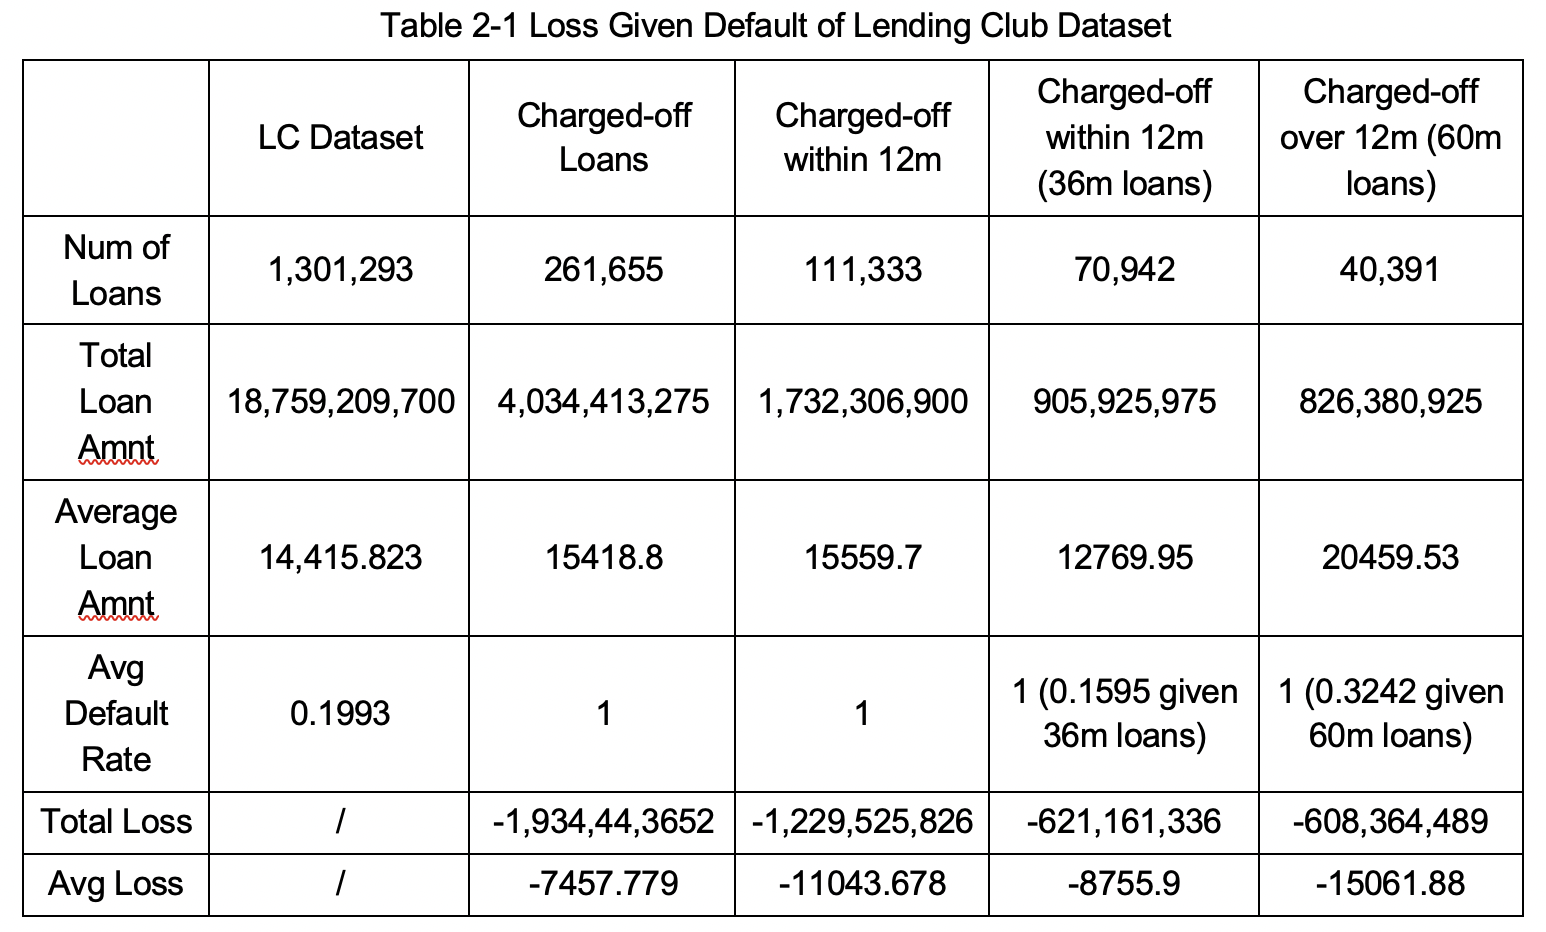 Table 2-1 Loss Given Default of Lending Club Dataset
LC Dataset
Charged-off
Loans
Charged-off
within 12m
Charged-off
within 12m
(36m loans)
Charged-off
over 12m (60m
loans)
Num of
Loans
1,301,293
261,655
111,333
70,942
40,391
Total
Loan
Amnt
18,759,209,700
4,034,413,275
1,732,306,900
905,925,975
826,380,925
Average
Loan
Amnt
14,415.823
15418.8
15559.7
12769.95
20459.53
Avg
Default
Rate
0.1993
1
1
1 (0.1595 given
36m loans)
1 (0.3242 given
60m loans)
Total Loss
/
-1,934,44,3652
-1,229,525,826
-621,161,336
-608,364,489
Avg Loss
/
-7457.779
-11043.678
-8755.9
-15061.88